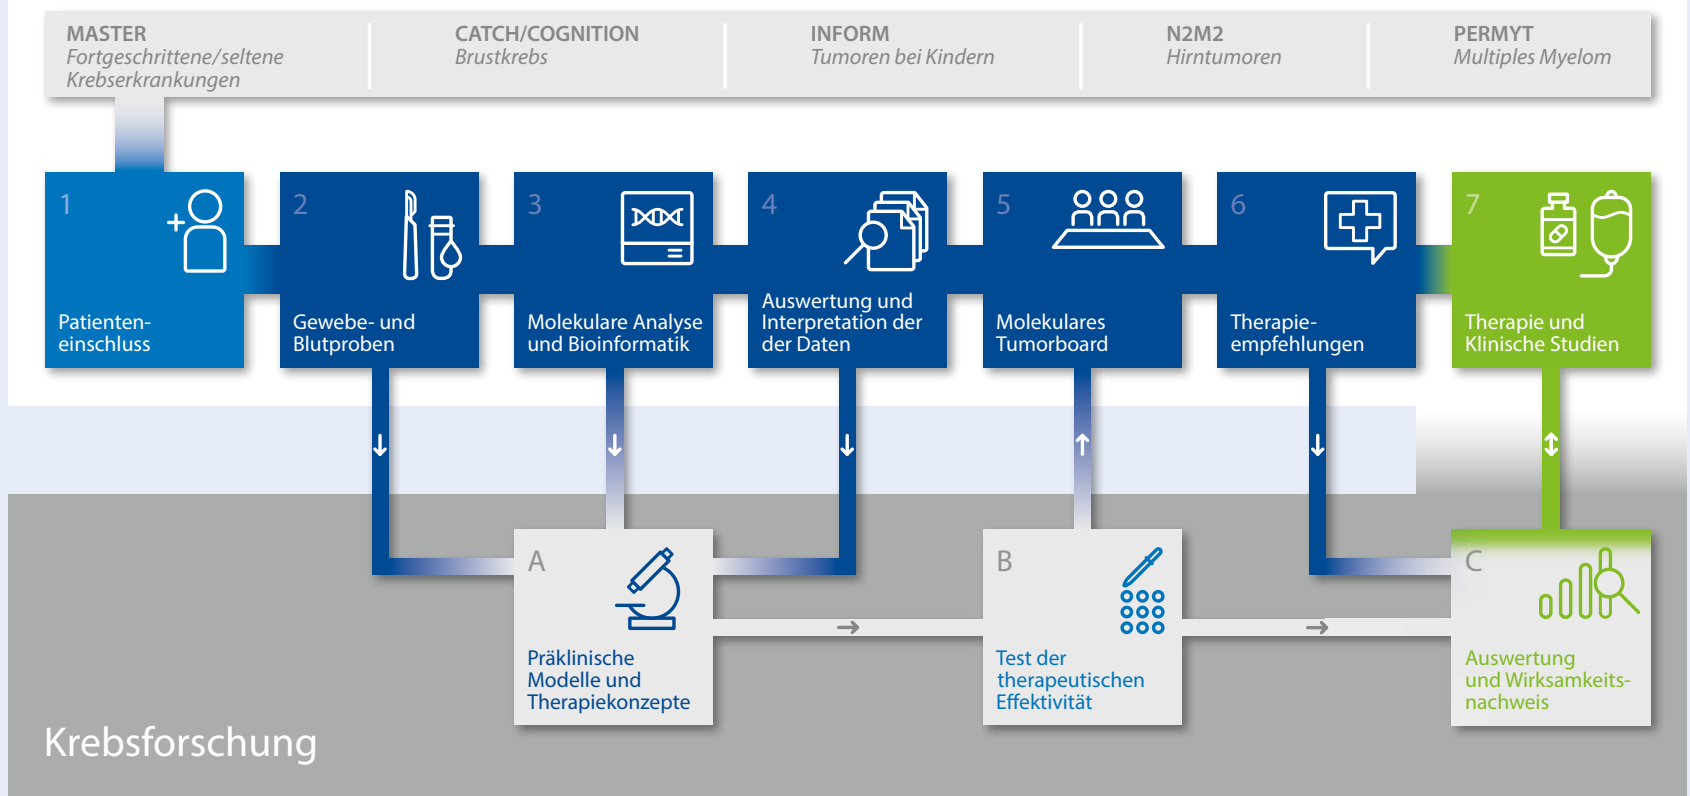 MASTER
Fortgeschrittene/seltene
Krebserkrankungen
CATCH/COGNITION
Brustkrebs
INFORM
Tumoren bei Kindern
N2M2
Hirntumoren
PERMYT
Multiples Myelom
1
Patienten-
einschluss
2
Gewebe- und
Blutproben
3
Molekulare Analyse
und Bioinformatik
4
Auswertung und
Interpretation der
der Daten
5
Molekulares
Tumorboard
6
Therapie-
empfehlungen
7
Therapie und
Klinische Studien
A
Präklinische
Modelle und
Therapiekonzepte
B
Test der
therapeutischen
Effektivität
C
Auswertung
und Wirksamkeits-
nachweis
Krebsforschung